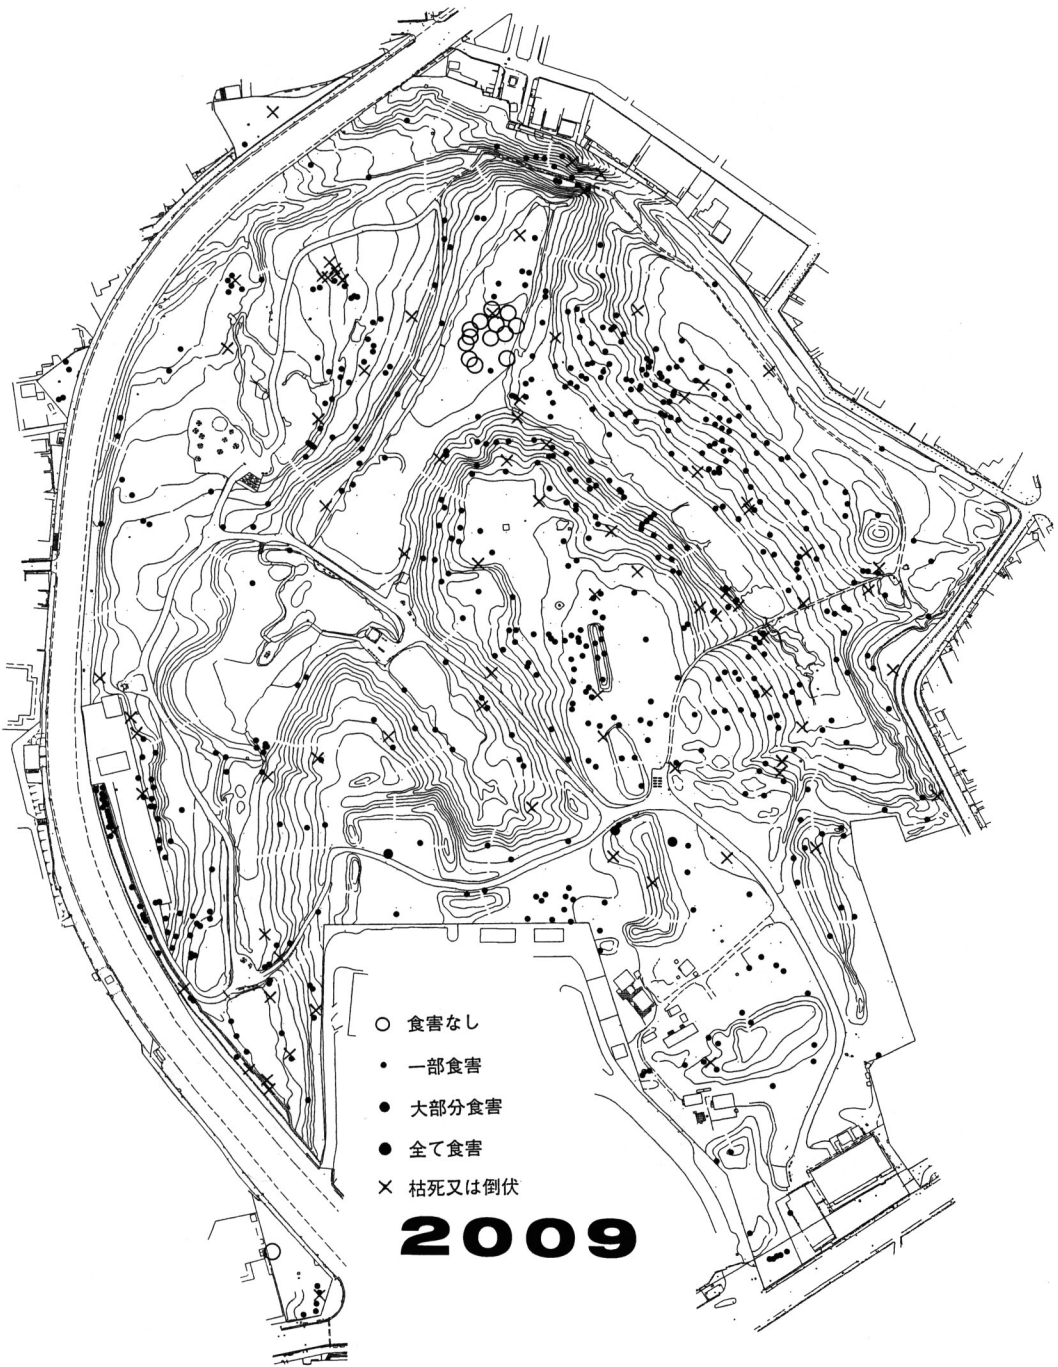 ○ 食害なし
• 一部食害
● 大部分食害
● 全て食害
× 枯死又は倒伏
2009